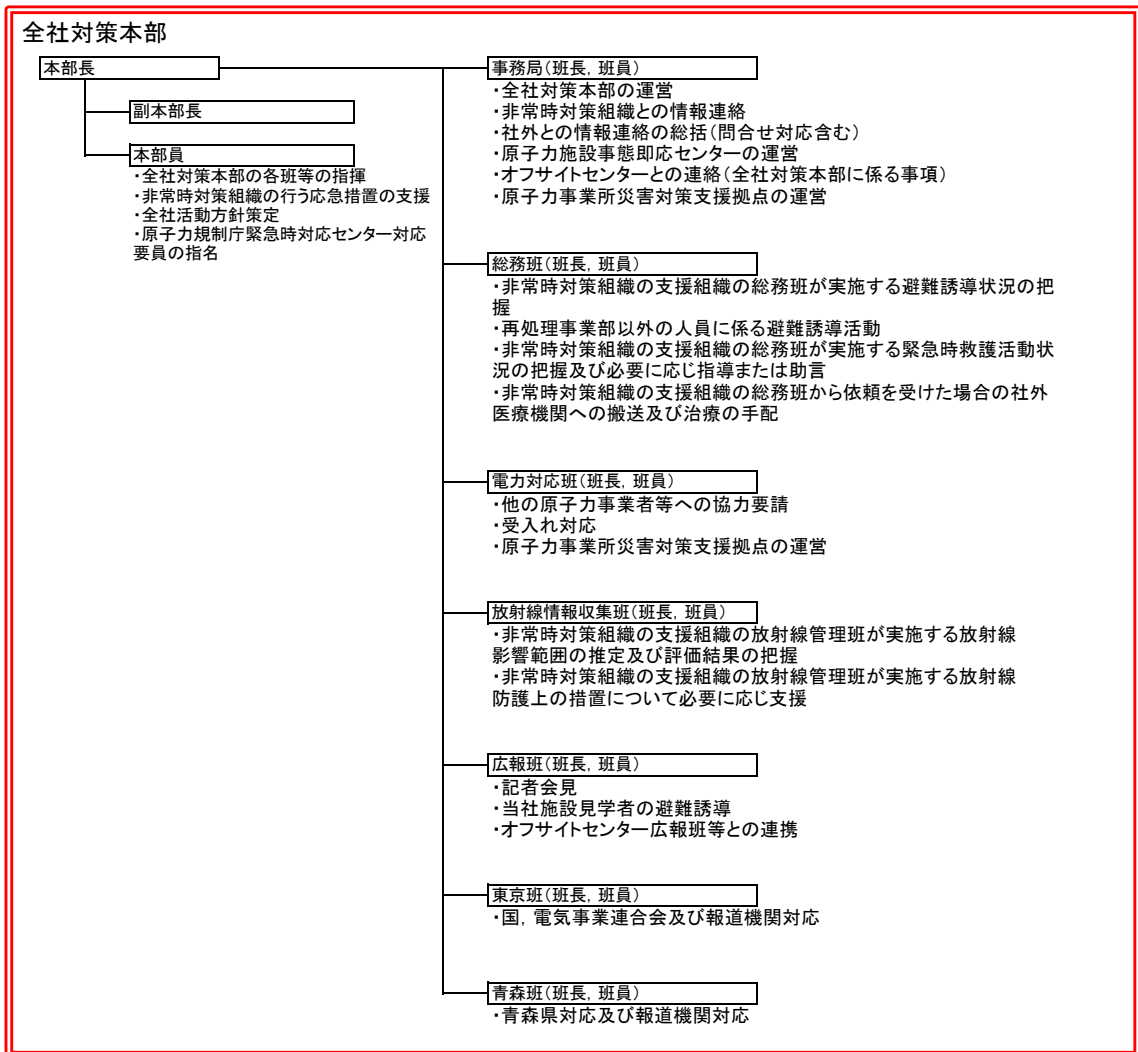 全社対策本部
本部長
副本部長
本部員
・全社対策本部の各班等の指揮
・非常時対策組織の行う応急措置の支援
・全社活動方針策定
・原子力規制庁緊急時対応センター対応
要員の指名
事務局(班長, 班員)
・全社対策本部の運営
・非常時対策組織との情報連絡
・社外との情報連絡の総括(問合せ対応含む)
・原子力施設事態即応センターの運営
・オフサイトセンターとの連絡(全社対策本部に係る事項)
・原子力事業所災害対策支援拠点の運営
総務班(班長, 班員)
・非常時対策組織の支援組織の総務班が実施する避難誘導状況の把
握
・再処理事業部以外の人員に係る避難誘導活動
・非常時対策組織の支援組織の総務班が実施する緊急時救護活動状
況の把握及び必要に応じ指導または助言
・非常時対策組織の支援組織の総務班から依頼を受けた場合の社外
医療機関への搬送及び治療の手配
電力対応班(班長, 班員)
・他の原子力事業者等への協力要請
・受入れ対応
・原子力事業所災害対策支援拠点の運営
放射線情報収集班(班長, 班員)
・非常時対策組織の支援組織の放射線管理班が実施する放射線
影響範囲の推定及び評価結果の把握
・非常時対策組織の支援組織の放射線管理班が実施する放射線
防護上の措置について必要に応じ支援
広報班(班長, 班員)
・記者会見
・当社施設見学者の避難誘導
・オフサイトセンター広報班等との連携
東京班(班長, 班員)
・国, 電気事業連合会及び報道機関対応
青森班(班長, 班員)
・青森県対応及び報道機関対応